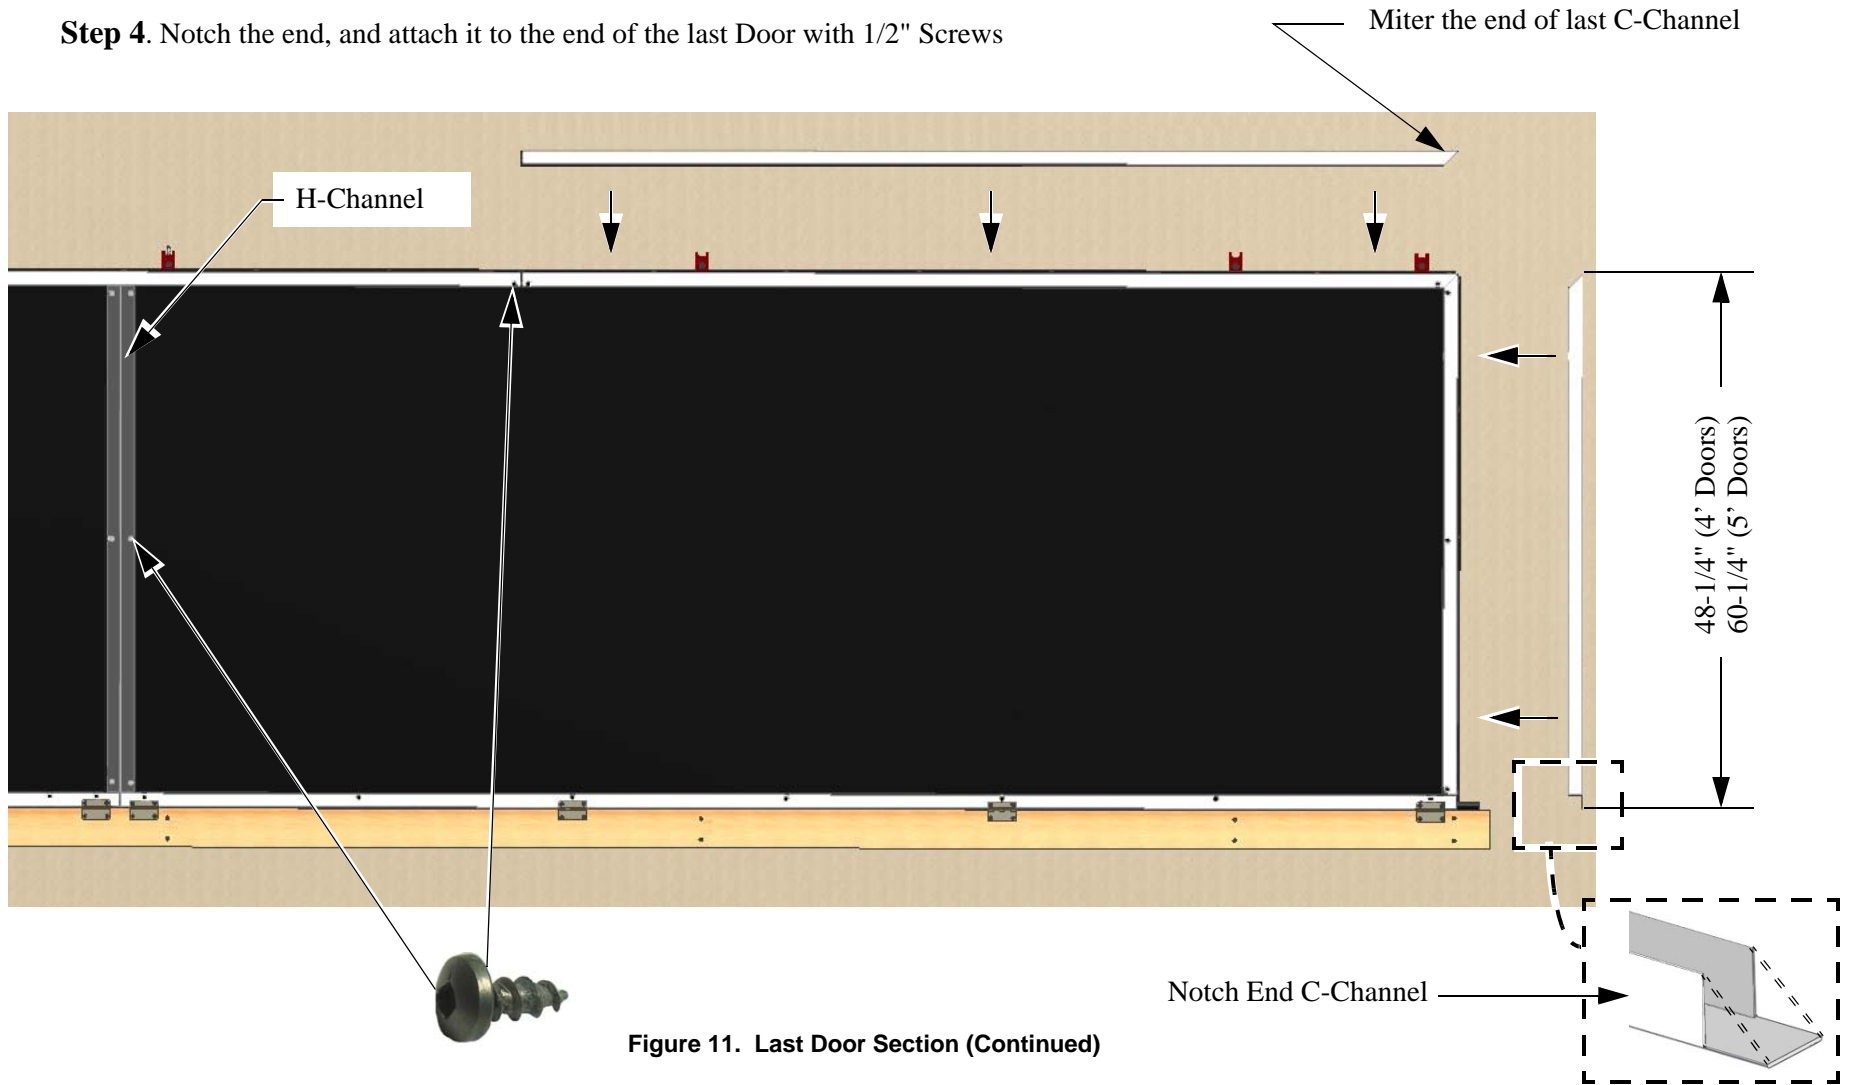 Step 4. Notch the end, and attach it to the end of the last Door with 1/2" Screws
Miter the end of last C-Channel
H-Channel
48-1/4" (4’ Doors)
60-1/4" (5’ Doors)
Notch End C-Channel
Figure 11. Last Door Section (Continued)